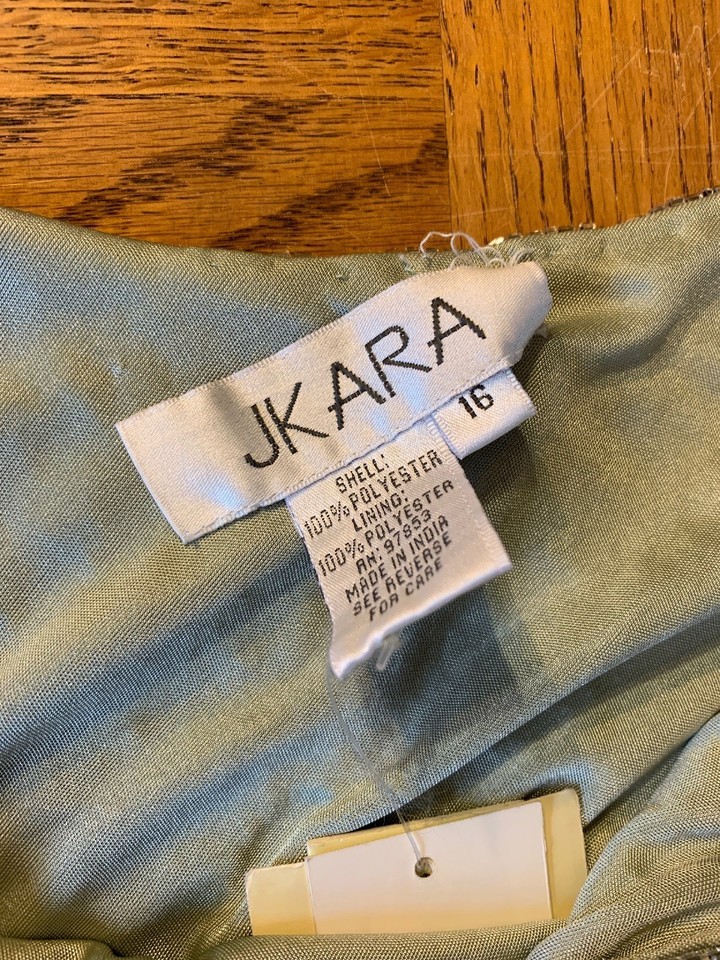 JKARA
16
SHELL:
100% POLYESTER
LINING:
100% POLYESTER
RN: 97853
MADE IN INDIA
SEE REVERSE
FOR CARE